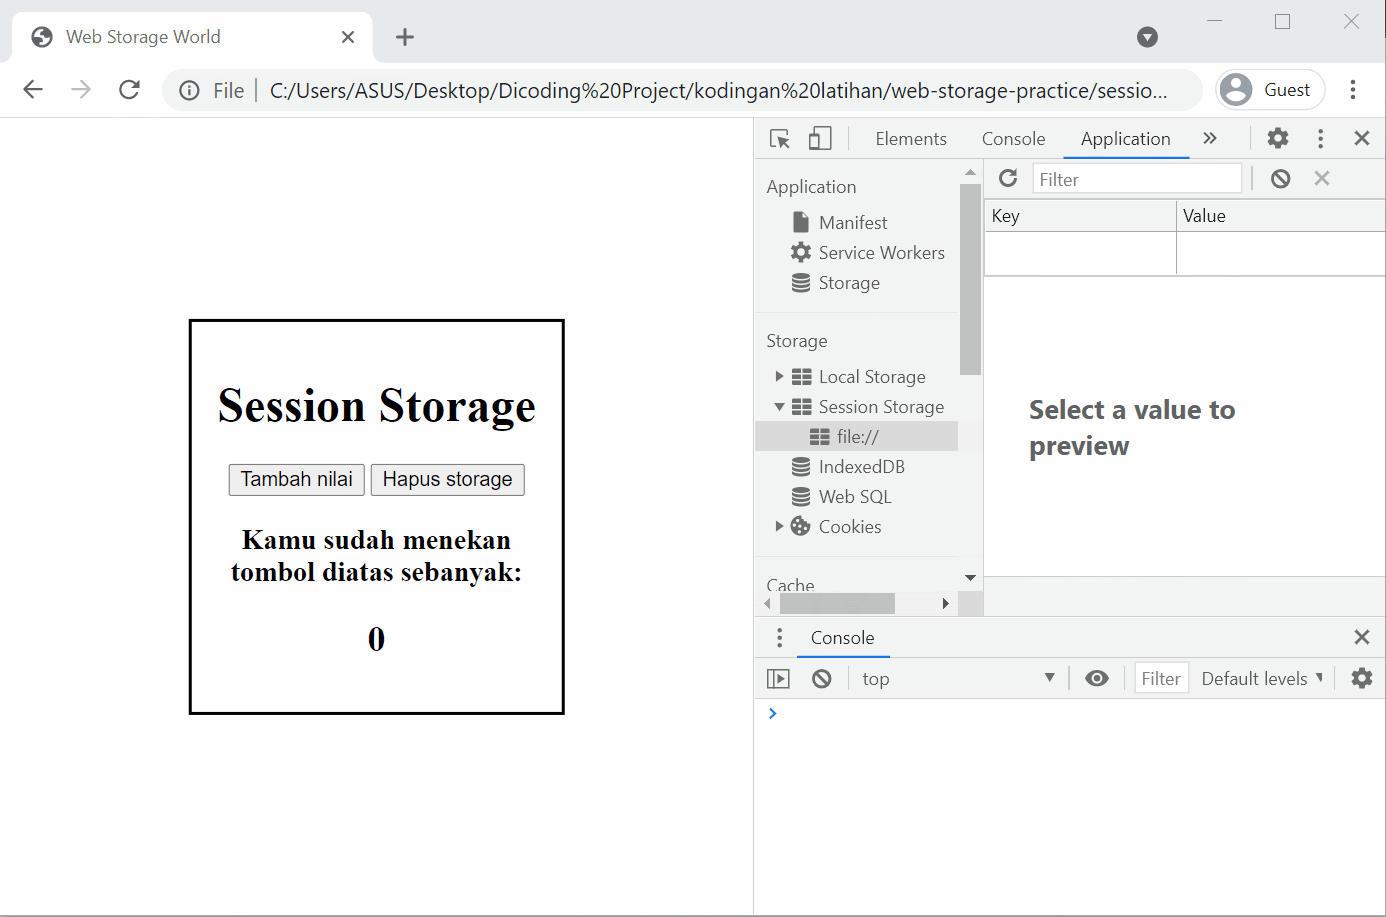 Web Storage World
File
C:/Users/ASUS/Desktop/Dicoding%20Project/kodingan%20latihan/web-storage-practice/sessio...
Guest
Session Storage
Tambah nilai
Hapus storage
Kamu sudah menekan
tombol diatas sebanyak:
0
Elements
Console
Application
Application
Manifest
Service Workers
Storage
Storage
Local Storage
Session Storage
file://
IndexedDB
Web SQL
Cookies
Cache
Filter
Key
Value
Select a value to
preview
Console
top
Filter
Default levels